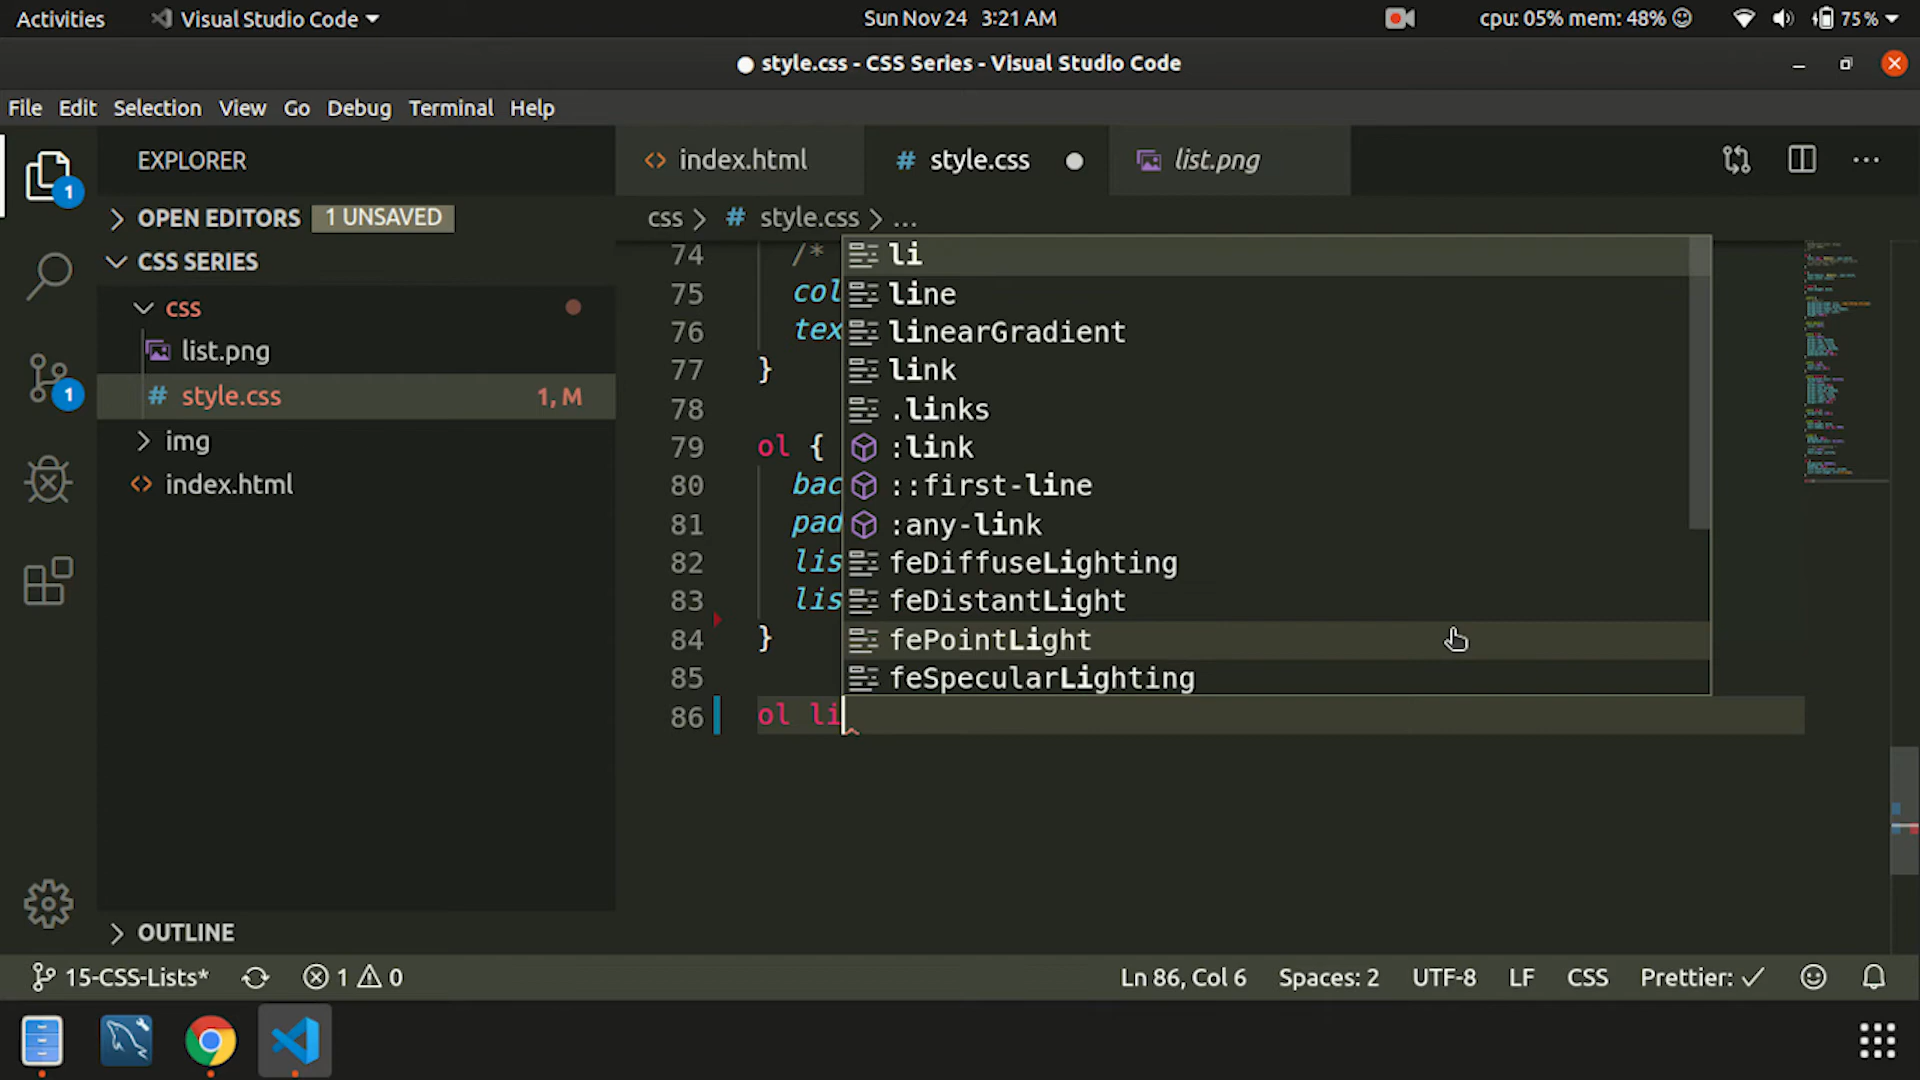 Activities Visual Studio Code Sun Nov 24 3:21 AM cpu: 05% mem: 48% 75%
style.css - CSS Series - Visual Studio Code
File Edit Selection View Go Debug Terminal Help
EXPLORER
OPEN EDITORS 1 UNSAVED
CSS SERIES
css
list.png
style.css 1, M
img
index.html
OUTLINE
index.html # style.css list.png
css > # style.css > ...
74 /*
75 col
76 tex
77 }
78
79 ol {
80 bac
81 pad
82 lis
83 lis
84 }
85
86 ol li
li
line
linearGradient
link
.links
:link
::first-line
:any-link
feDiffuseLighting
feDistantLight
fePointLight
feSpecularLighting
1
1
15-CSS-Lists* 1 0 Ln 86, Col 6 Spaces: 2 UTF-8 LF CSS Prettier: ✓